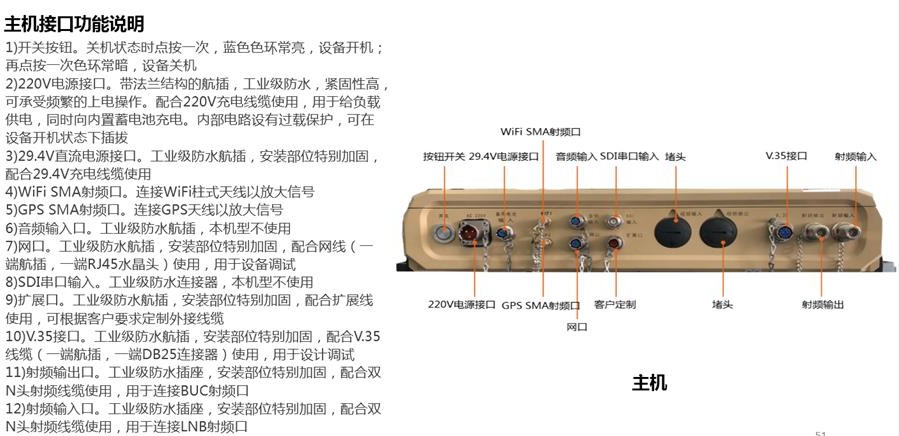 主机接口功能说明
1)开关按钮。关机状态时点按一次，蓝色色环常亮，设备开机；
再点按一次色环常暗，设备关机
2)220V电源接口。带法兰结构的航插，工业级防水，紧固性高，
可承受频繁的上电操作。配合220V充电线缆使用，用于给负载
供电，同时向内置蓄电池充电。内部电路设有过载保护，可在
设备开机状态下插拔
3)29.4V直流电源接口。工业级防水航插，安装部位特别加固，
配合29.4V充电线缆使用
4)WiFi SMA射频口。连接WiFi柱式天线以放大信号
5)GPS SMA射频口。连接GPS天线以放大信号
6)音频输入口。工业级防水航插，本机型不使用
7)网口。工业级防水航插，安装部位特别加固，配合网线（一
端航插，一端RJ45水晶头）使用，用于设备调试
8)SDI串口输入。工业级防水连接器，本机型不使用
9)扩展口。工业级防水航插，安装部位特别加固，配合扩展线
使用，可根据客户要求定制外接线缆
10)V.35接口。工业级防水航插，安装部位特别加固，配合V.35
线缆（一端航插，一端DB25连接器）使用，用于设计调试
11)射频输出口。工业级防水插座，安装部位特别加固，配合双
N头射频线缆使用，用于连接BUC射频口
12)射频输入口。工业级防水插座，安装部位特别加固，配合双
N头射频线缆使用，用于连接LNB射频口
WiFi SMA射频口
按钮开关 29.4V电源接口 音频输入 SDI串口输入 堵头 V.35接口 射频输入
AC 220V
射频输出 射频输入
网口 扩展口
220V电源接口 GPS SMA射频口 客户定制 堵头 射频输出
网口
主机
51